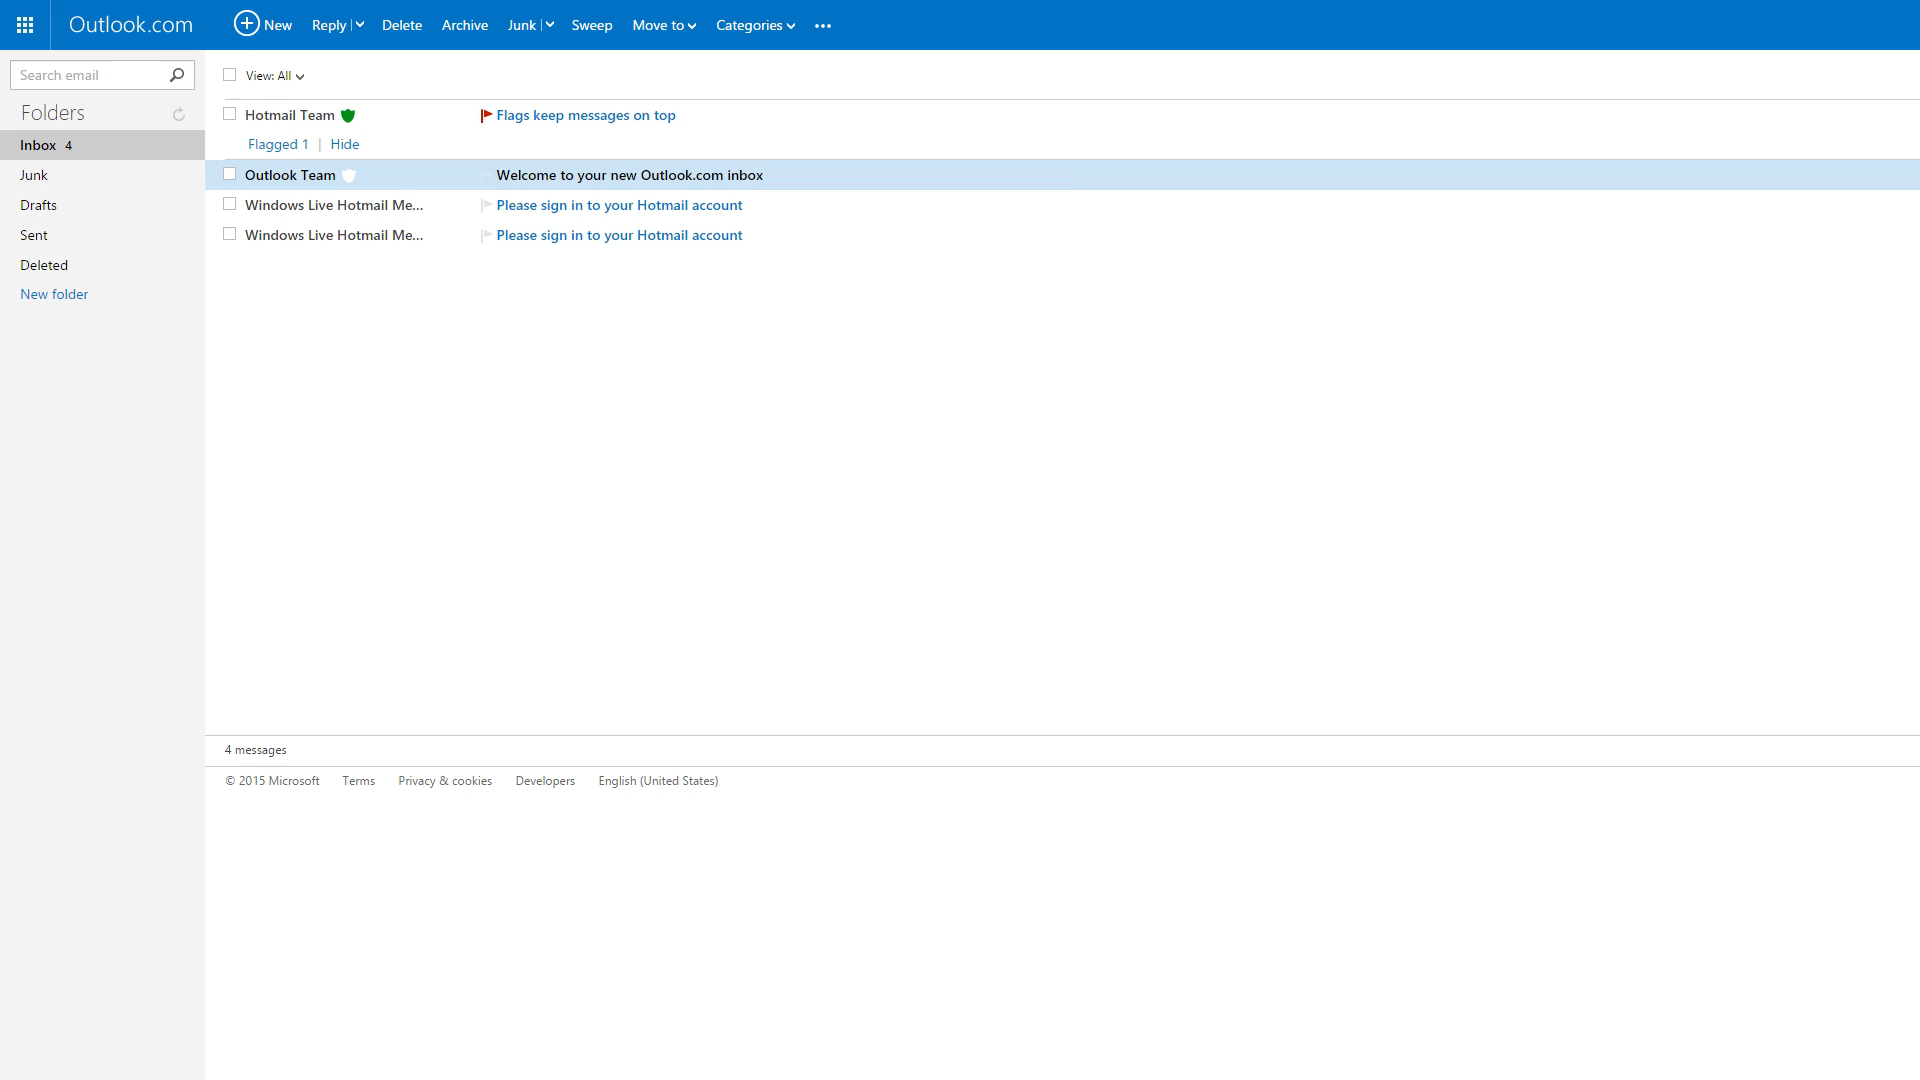 Outlook.com New Reply Delete Archive Junk Sweep Move to Categories •••
Search email
View: All
Folders
Hotmail Team Flags keep messages on top
Flagged 1 | Hide
Inbox 4
Junk
Drafts
Sent
Deleted
New folder
Outlook Team Welcome to your new Outlook.com inbox
Windows Live Hotmail Me... Please sign in to your Hotmail account
Windows Live Hotmail Me... Please sign in to your Hotmail account
4 messages
© 2015 Microsoft Terms Privacy & cookies Developers English (United States)